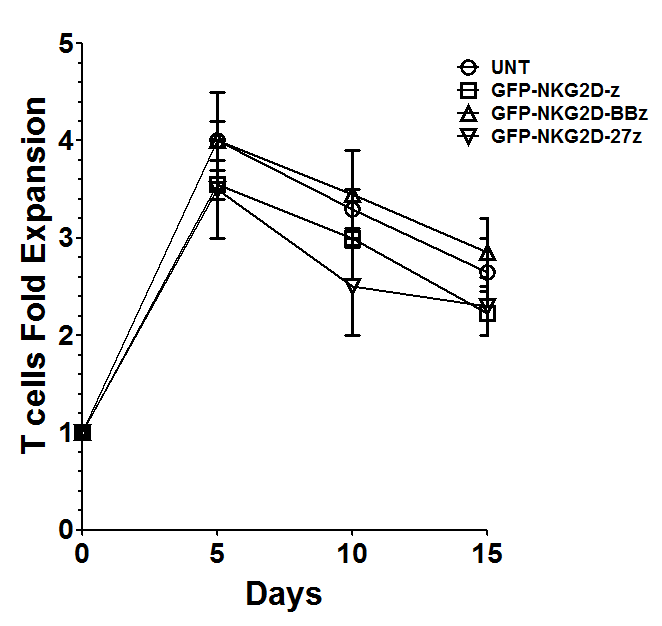 T cells Fold Expansion
5
4
3
2
1
0
0 5 10 15
Days
UNT
GFP-NKG2D-z
GFP-NKG2D-BBz
GFP-NKG2D-27z